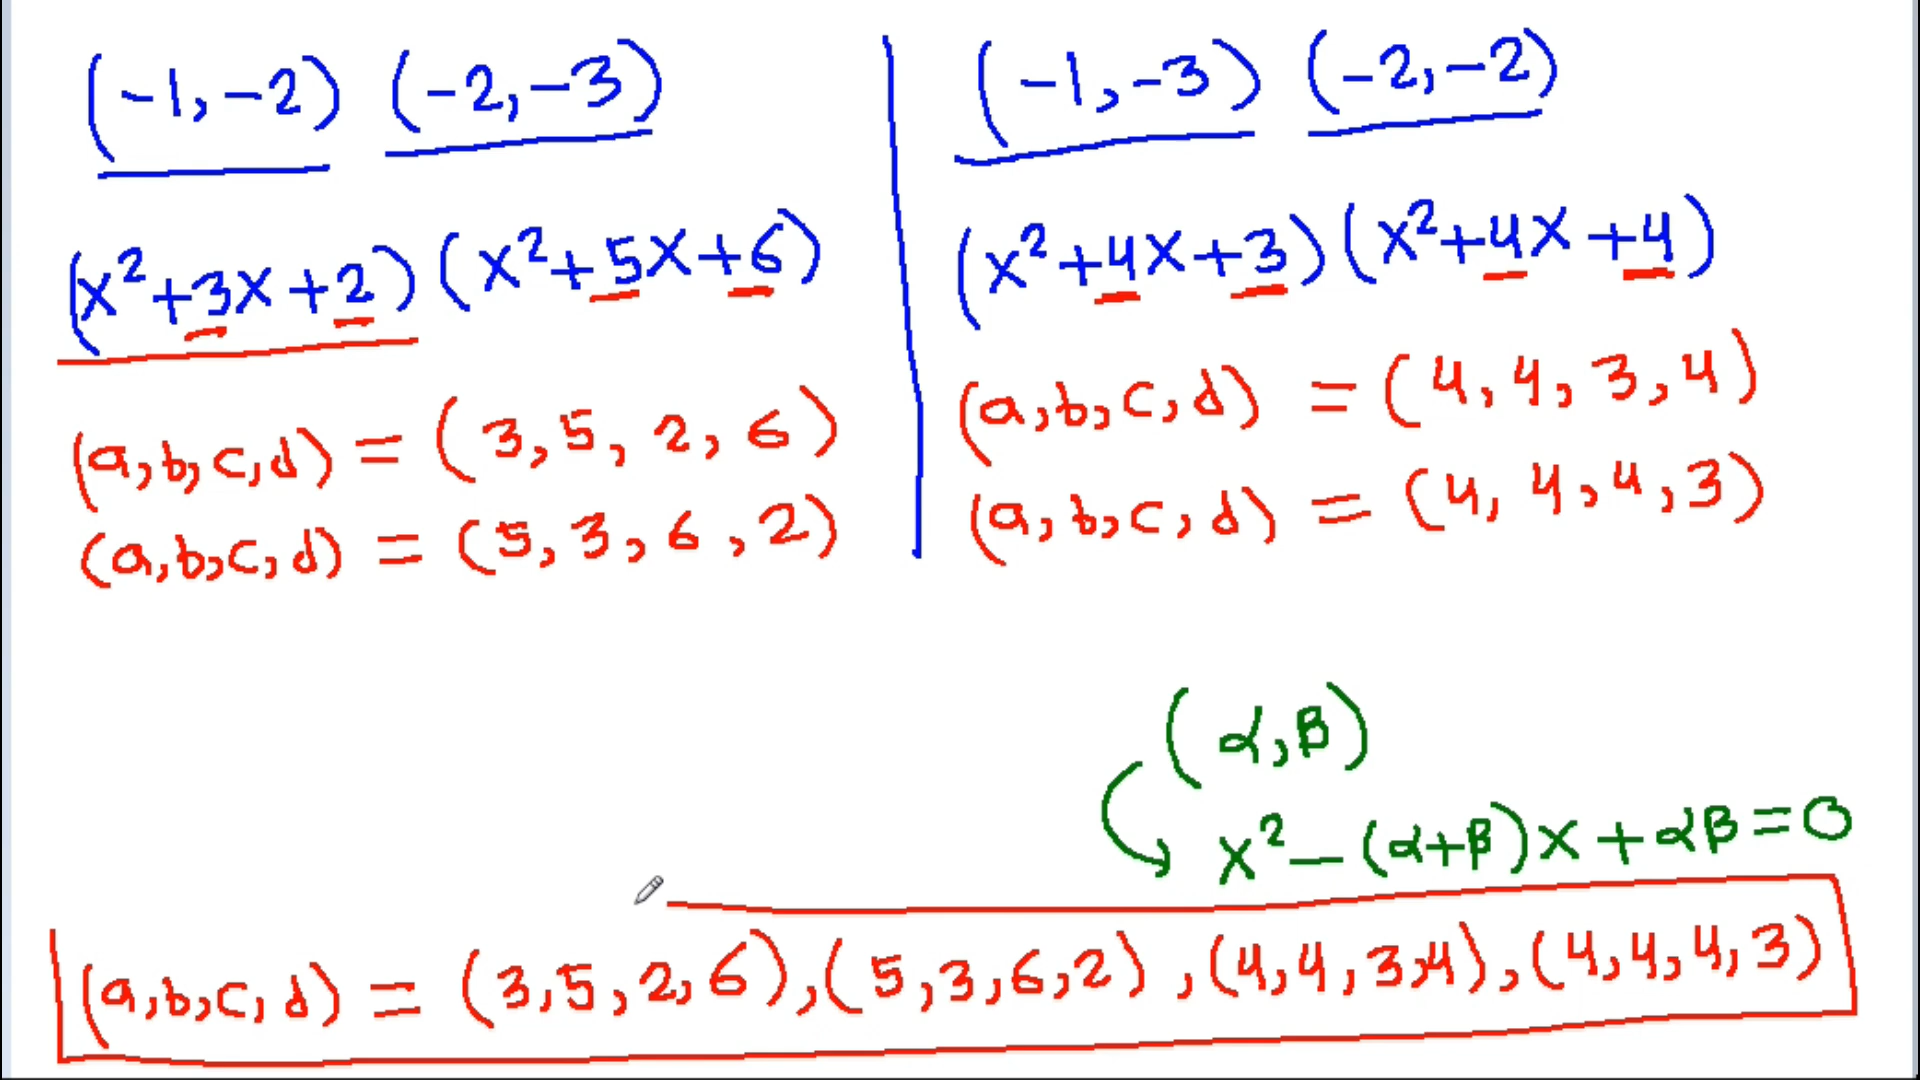 (-1,-2) (-2,-3)
(x²+3x+2)(x²+5x+6)
(a,b,c,d) = (3,5,2,6)
(a,b,c,d) = (5,3,6,2)
(-1,-3) (-2,-2)
(x²+4x+3)(x²+4x+4)
(a,b,c,d) = (4,4,3,4)
(a,b,c,d) = (4,4,4,3)
(α,β)
x²-(α+β)x+αβ=0
(a,b,c,d) = (3,5,2,6),(5,3,6,2),(4,4,3,4),(4,4,4,3)